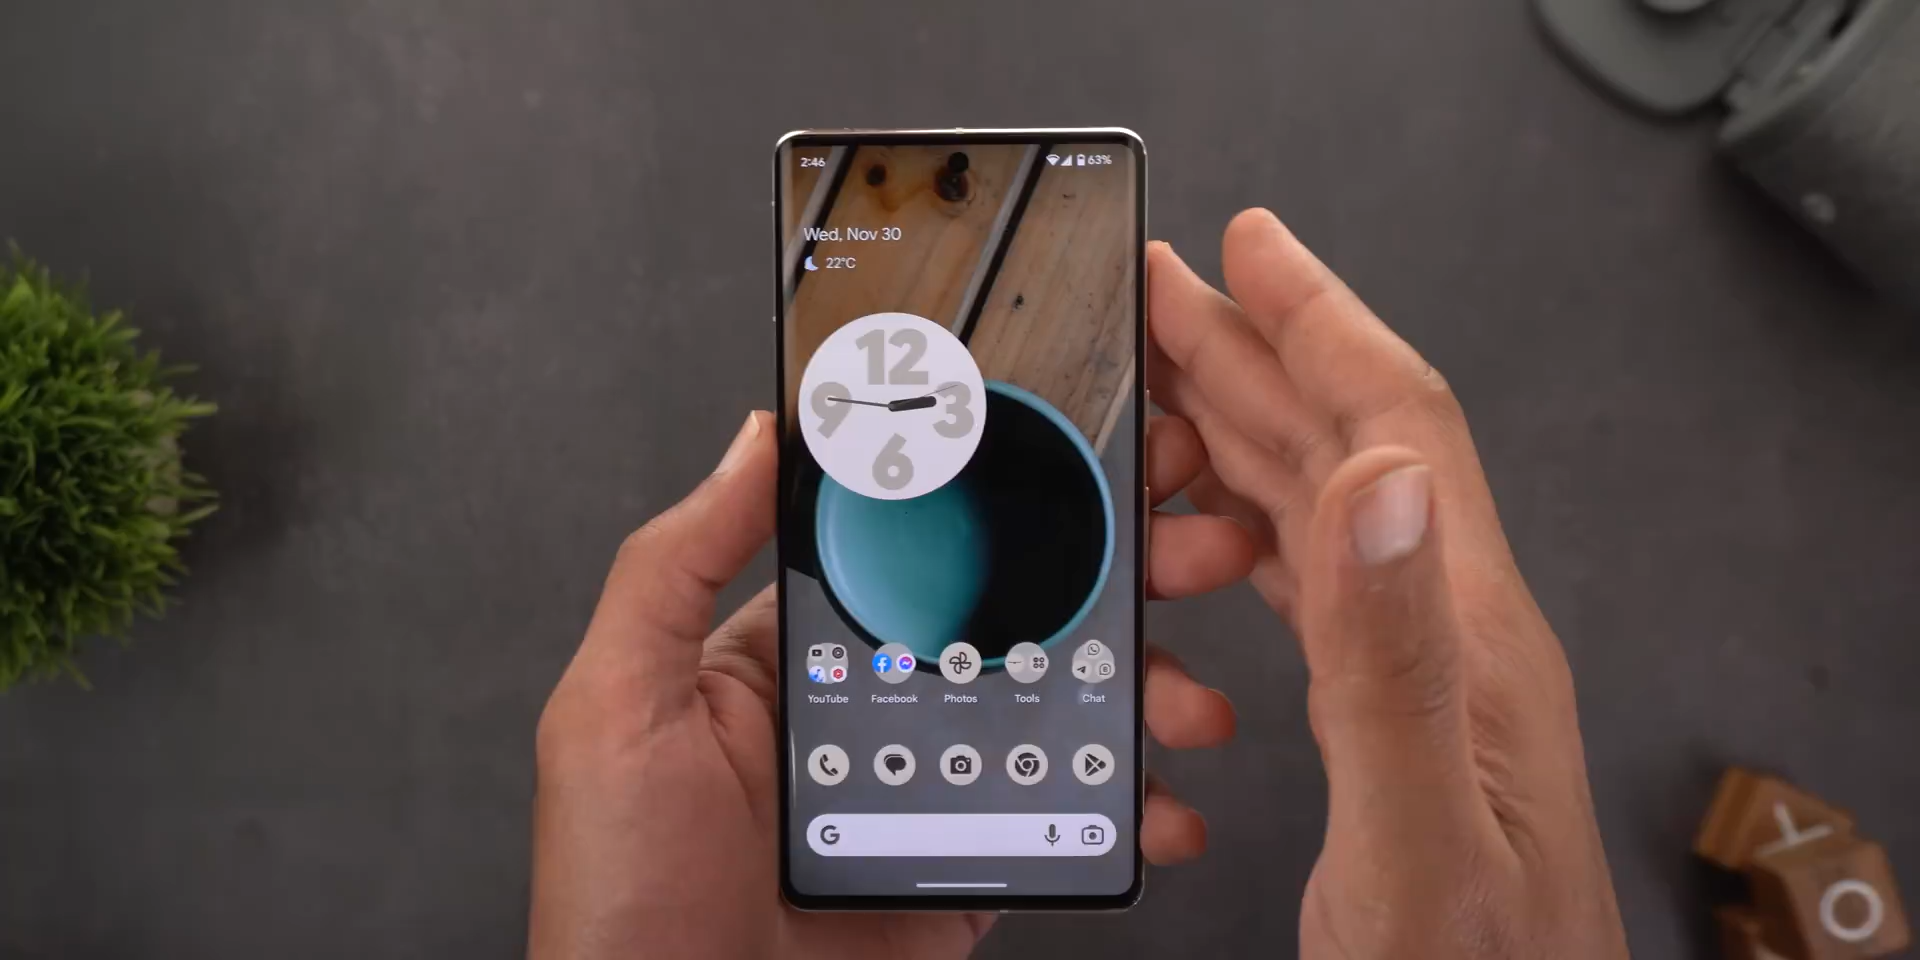 2:46
63%
Wed, Nov 30
22°C
12
9
3
6
YouTube
Facebook
Photos
Tools
Chat
G
Y
O